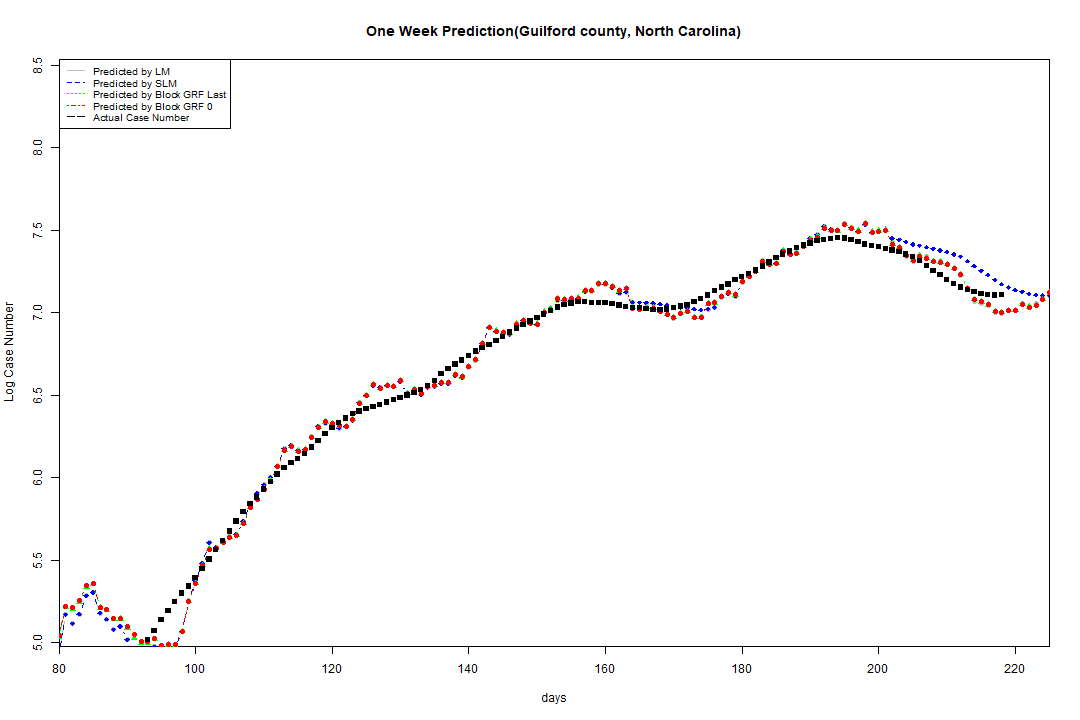 One Week Prediction(Guilford county, North Carolina)
Predicted by LM
Predicted by SLM
Predicted by Block GRF Last
Predicted by Block GRF 0
Actual Case Number
8.5
8.0
7.5
7.0
6.5
6.0
5.5
5.0
Log Case Number
80 100 120 140 160 180 200 220
days